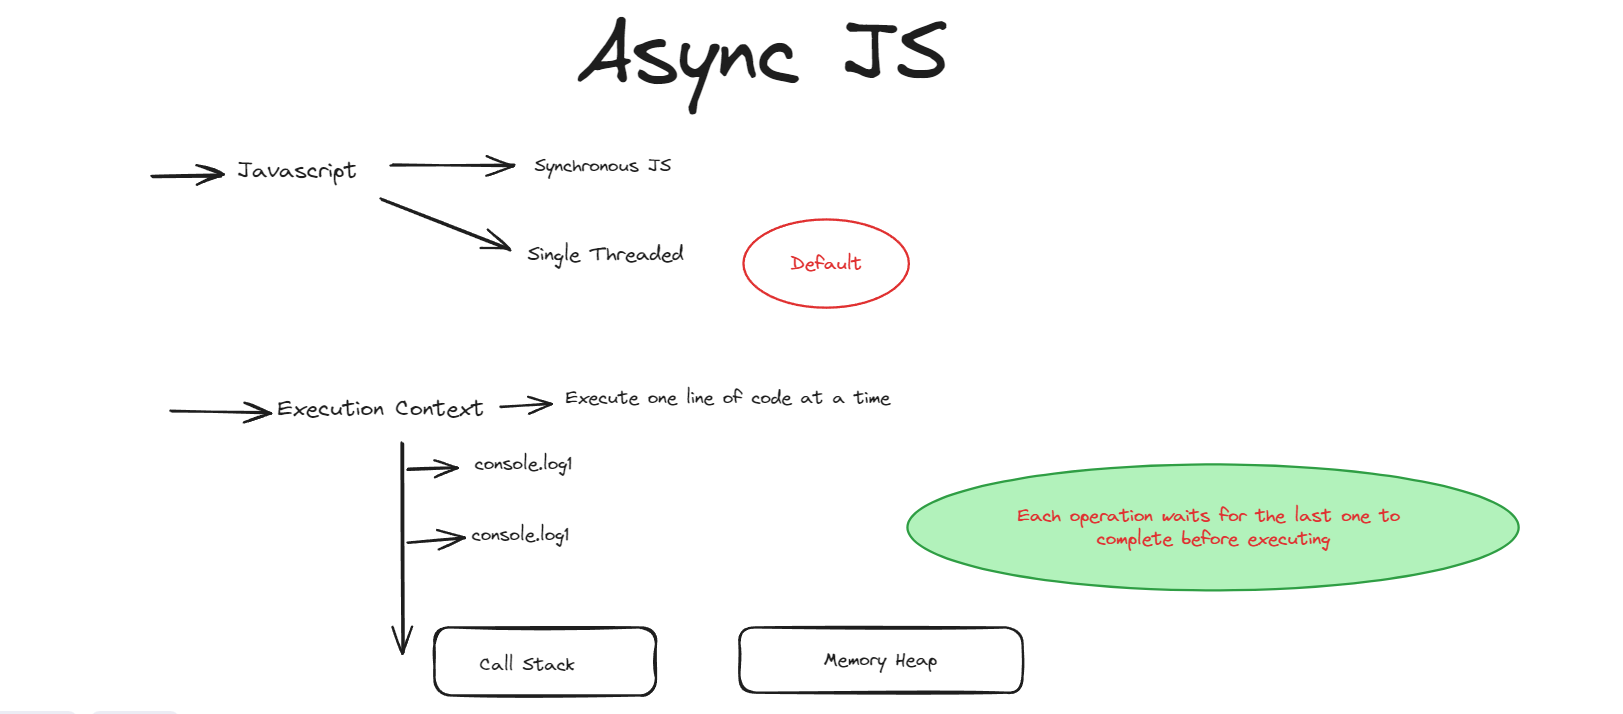 Async JS
Javascript
Synchronous JS
Single Threaded
Default
Execution Context
Execute one line of code at a time
console.log1
console.log1
Each operation waits for the last one to
complete before executing
Call Stack
Memory Heap